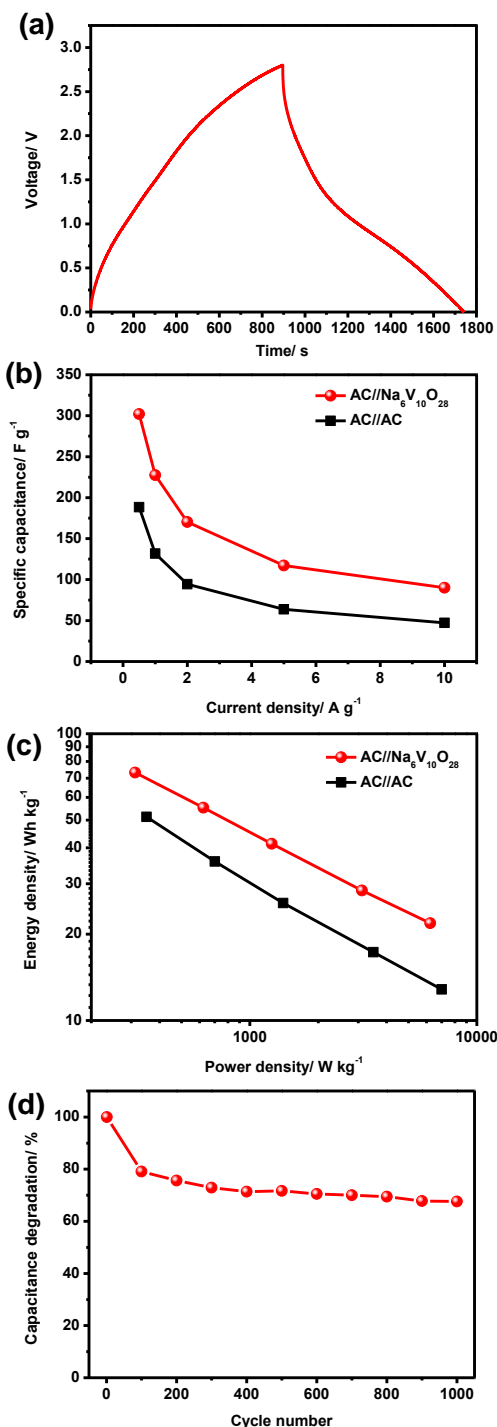 (a)
3.0
2.5
2.0
1.5
1.0
0.5
0.0
Voltage/ V
0 200 400 600 800 1000 1200 1400 1600 1800
Time/ s
(b)
350
300
250
200
150
100
50
0
Specific capacitance/ F g⁻¹
AC//Na₆V₁₀O₂₈
AC//AC
0 2 4 6 8 10
Current density/ A g⁻¹
(c)
100
90
80
70
60
50
40
30
20
10
Energy density/ Wh kg⁻¹
AC//Na₆V₁₀O₂₈
AC//AC
1000 10000
Power density/ W kg⁻¹
(d)
100
80
60
40
20
0
Capacitance degradation/ %
0 200 400 600 800 1000
Cycle number